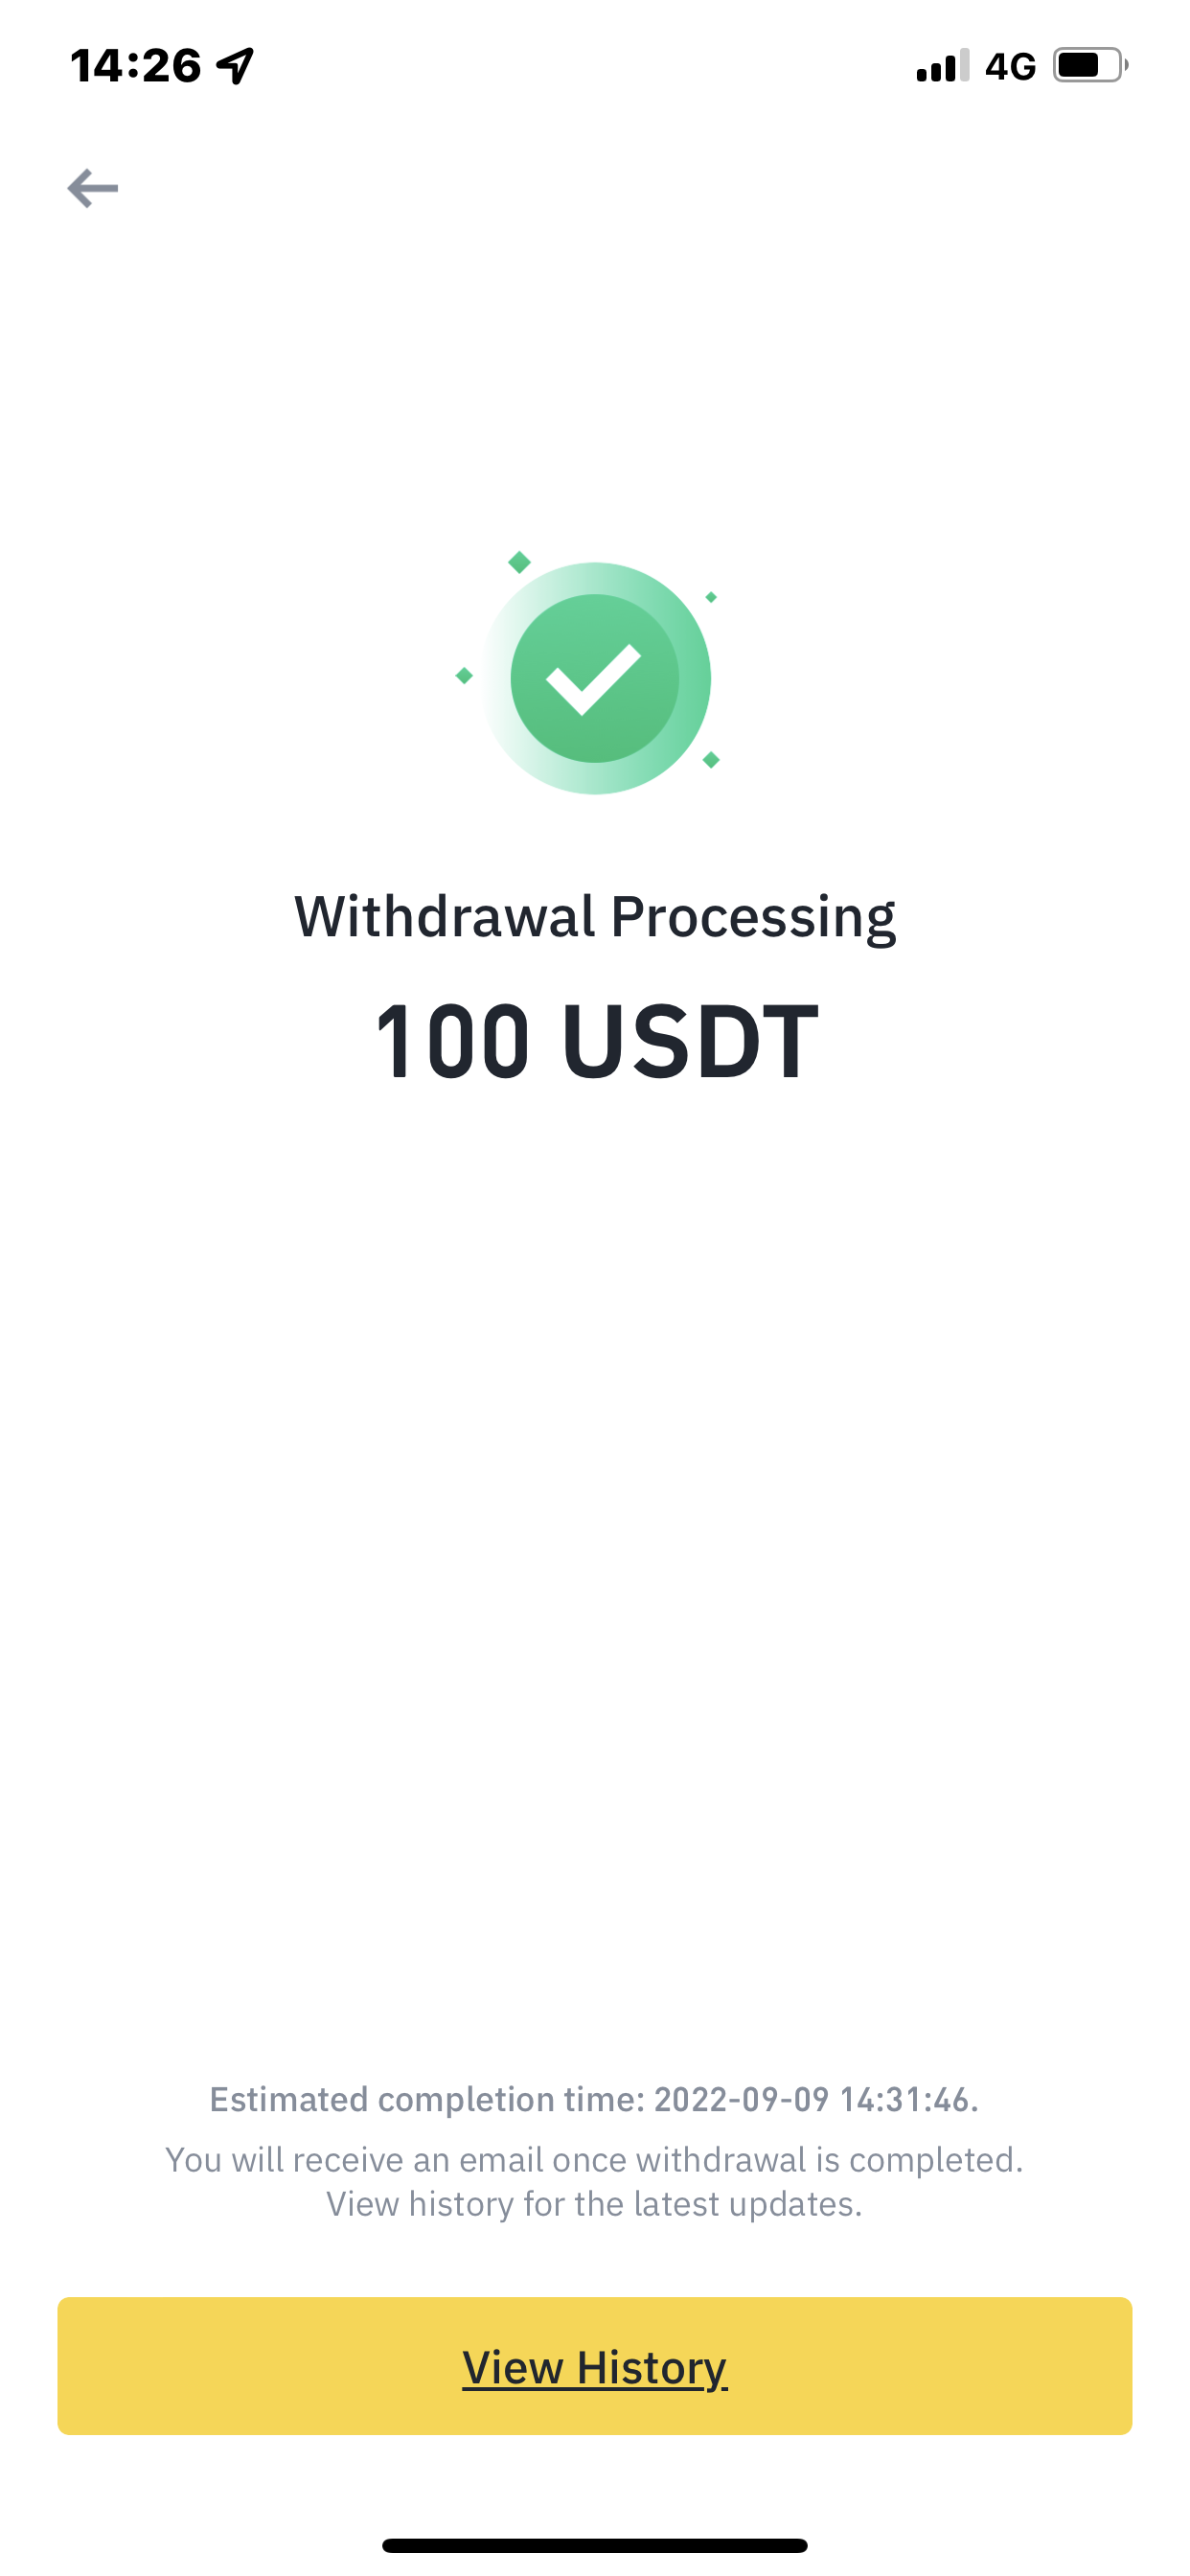 14:26
4G
Withdrawal Processing
100 USDT
Estimated completion time: 2022-09-09 14:31:46.
You will receive an email once withdrawal is completed.
View history for the latest updates.
View History